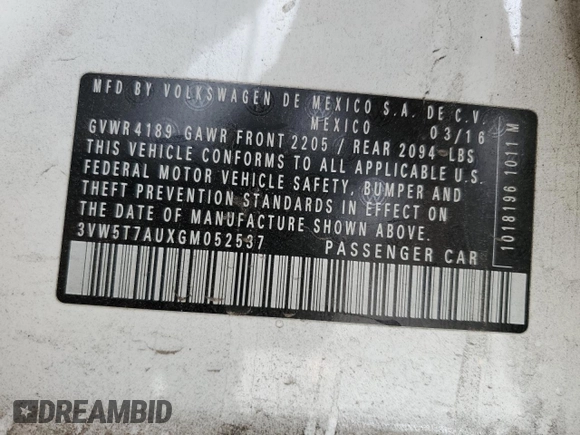 MFD BY VOLKSWAGEN DE MEXICO S.A. DE C.V.
MEXICO 03/16
GVWR 4189 GAWR FRONT 2205 / REAR 2094 LBS
THIS VEHICLE CONFORMS TO ALL APPLICABLE U.S.
FEDERAL MOTOR VEHICLE SAFETY, BUMPER AND
THEFT PREVENTION STANDARDS IN EFFECT ON
THE DATE OF MANUFACTURE SHOWN ABOVE.
3VW5T7AUXGM052537 PASSENGER CAR
1018196 1011 M
DREAMBID